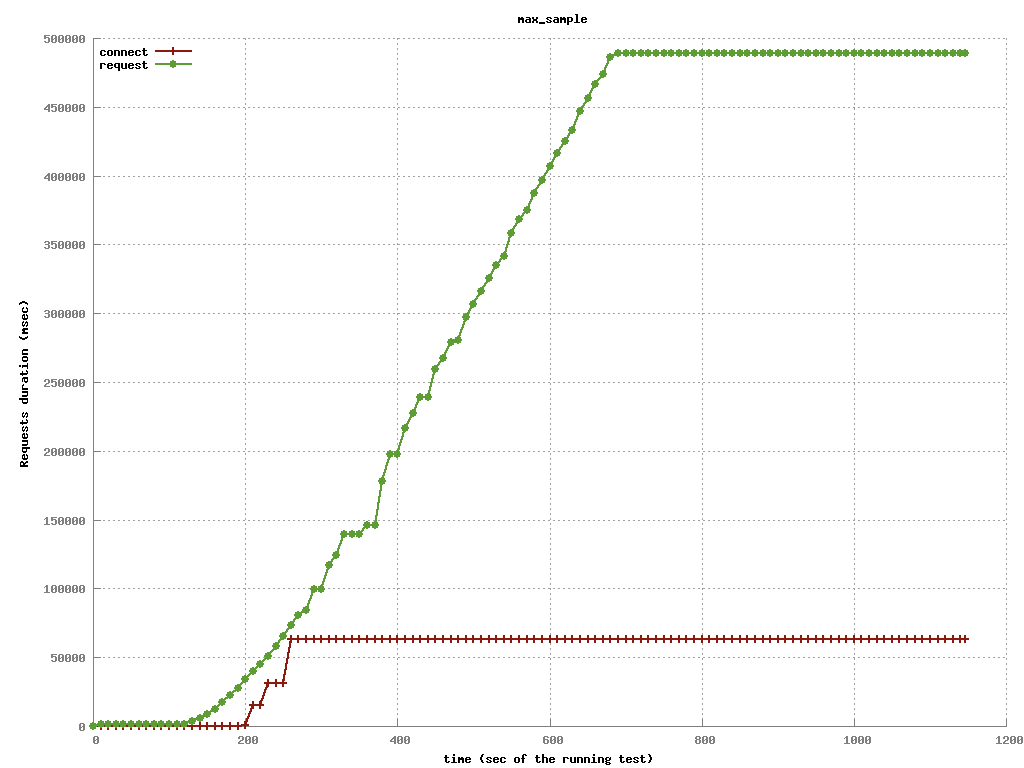 max_sample
connect
request
500000
450000
400000
350000
300000
250000
200000
150000
100000
50000
0
Requests duration (msec)
0 200 400 600 800 1000 1200
time (sec of the running test)